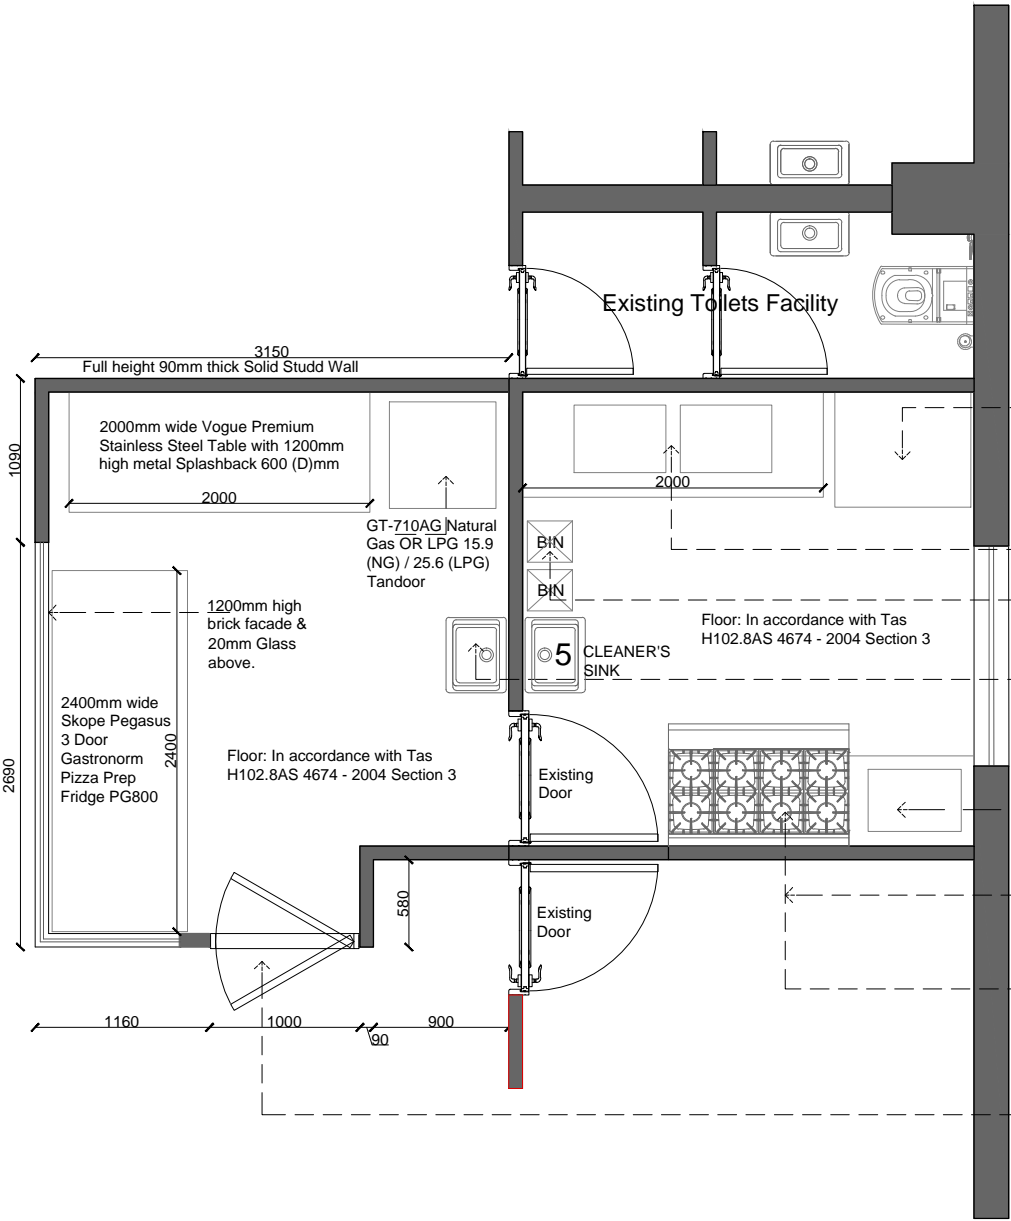 Existing Toilets Facility
3150
Full height 90mm thick Solid Studd Wall
1090
2000mm wide Vogue Premium
Stainless Steel Table with 1200mm
high metal Splashback 600 (D)mm
2000
2000
GT-710AG Natural
Gas OR LPG 15.9
(NG) / 25.6 (LPG)
Tandoor
BIN
BIN
1200mm high
brick facade &
20mm Glass
above.
Floor: In accordance with Tas
H102.8AS 4674 - 2004 Section 3
5
CLEANER'S
SINK
2690
2400mm wide
Skope Pegasus
3 Door
Gastronorm
Pizza Prep
Fridge PG800
2400
Floor: In accordance with Tas
H102.8AS 4674 - 2004 Section 3
Existing
Door
580
Existing
Door
1160
1000
90
900